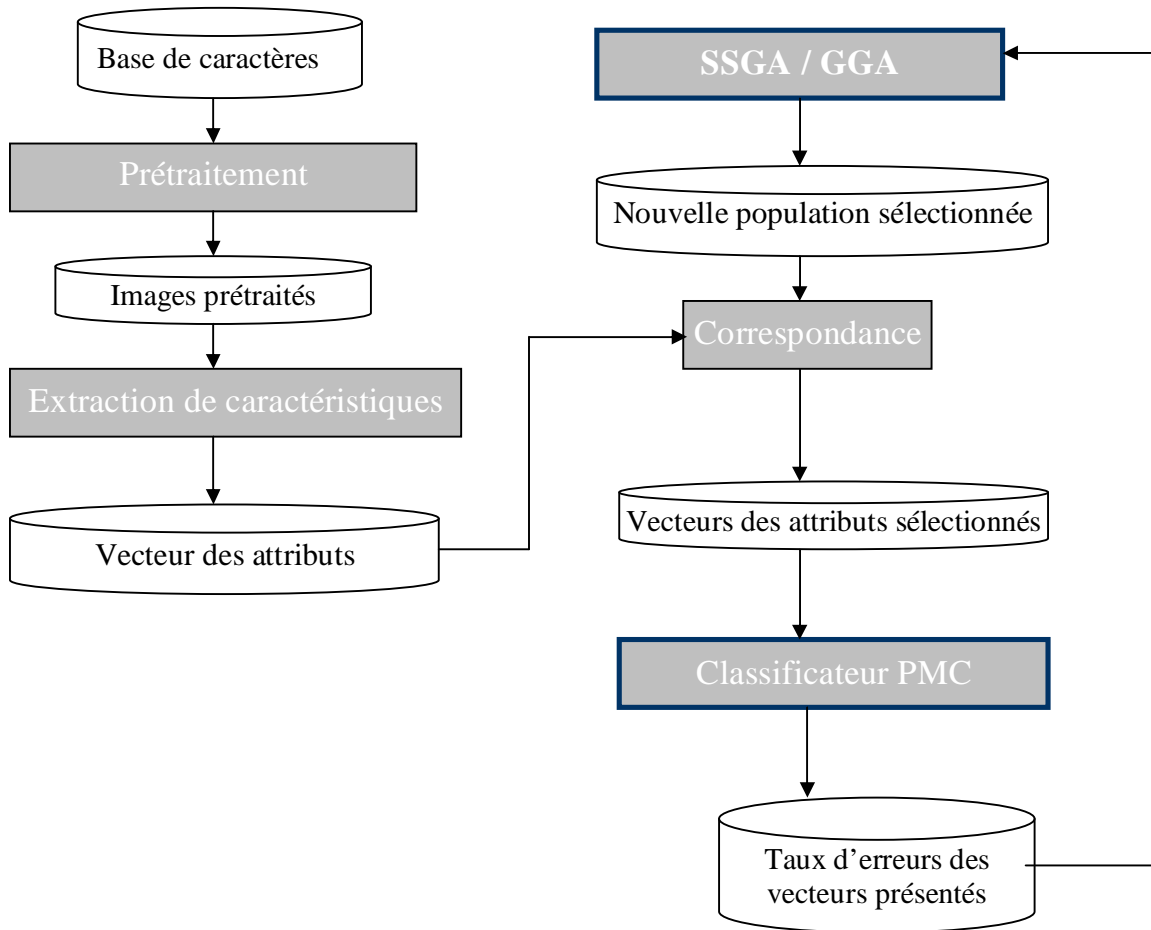 Base de caractères
Prétraitement
Images prétraités
Extraction de caractéristiques
Vecteur des attributs
SSGA / GGA
Nouvelle population sélectionnée
Correspondance
Vecteurs des attributs sélectionnés
Classificateur PMC
Taux d’erreurs des
vecteurs présentés